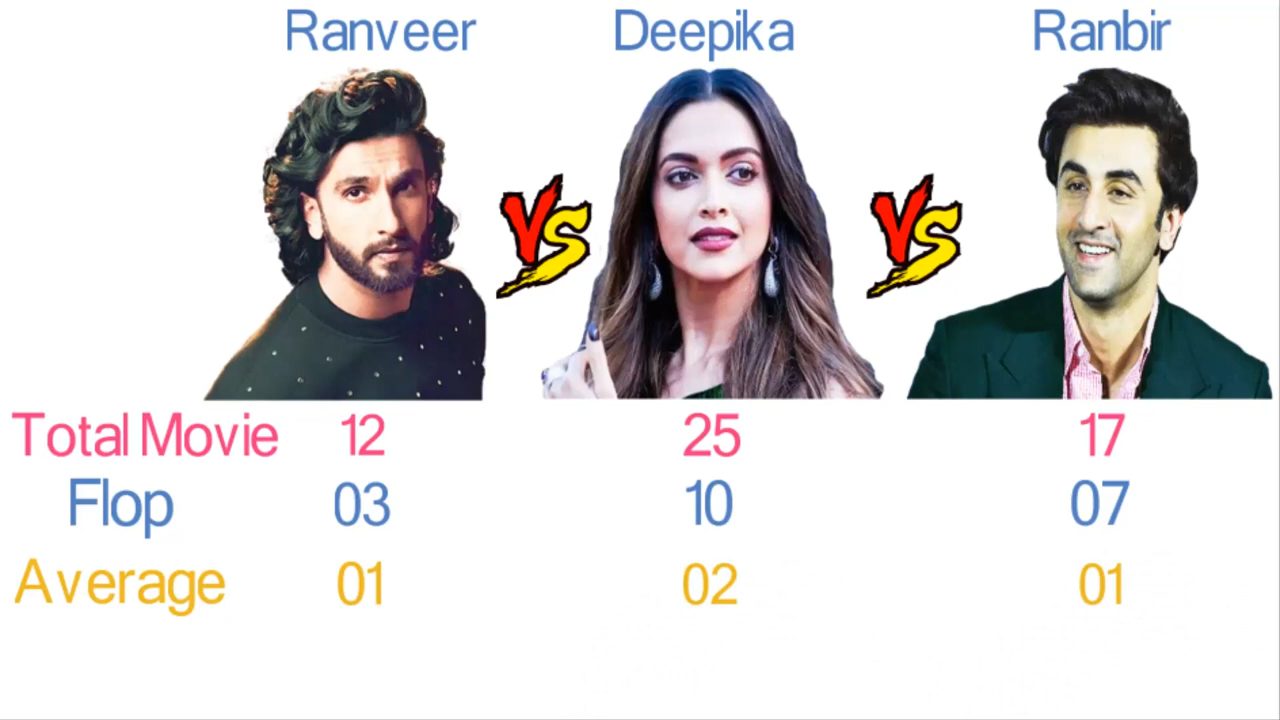 Ranveer Deepika Ranbir
VS VS
Total Movie 12 25 17
Flop 03 10 07
Average 01 02 01